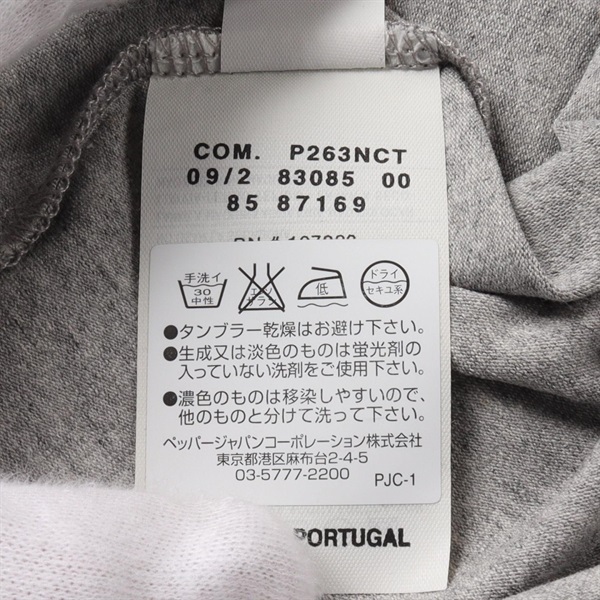 COM. P263NCT
09/2 83085 00
85 87169
手洗イ
30
中性
エンソ
サラシ
低
ドライ
セキユ系
●タンブラー乾燥はお避け下さい。
●生成又は淡色のものは蛍光剤の
入っていない洗剤をご使用下さい。
●濃色のものは移染しやすいので、
他のものと分けて洗って下さい。
ペッパージャパンコーポレーション株式会社
東京都港区麻布台2-4-5
03-5777-2200
PJC-1
PORTUGAL